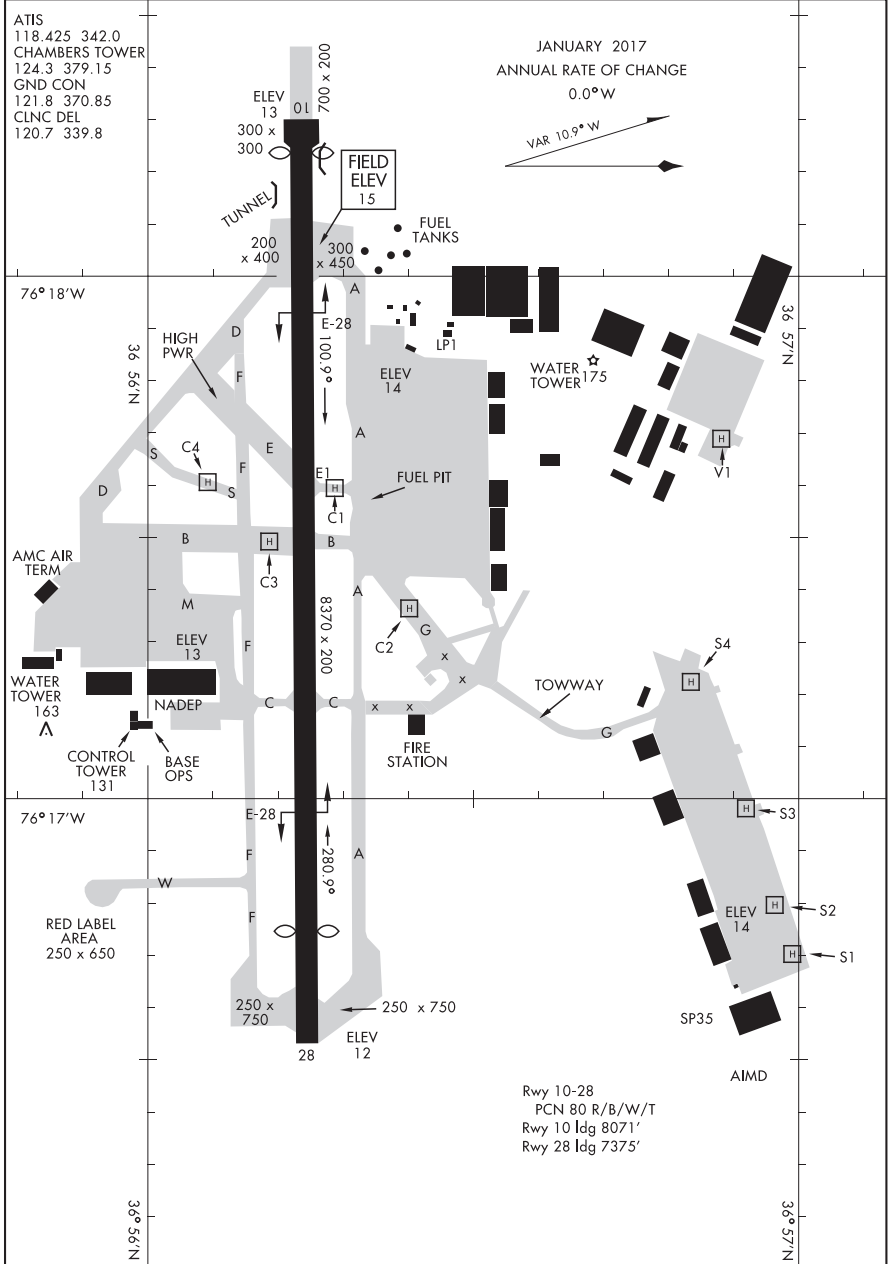 ATIS
118.425 342.0
CHAMBERS TOWER
124.3 379.15
GND CON
121.8 370.85
CLNC DEL
120.7 339.8
JANUARY 2017
ANNUAL RATE OF CHANGE
0.0° W
VAR 10.9° W
700 x 200
ELEV
13
01
300 x
300
FIELD
ELEV
15
TUNNEL
200
x 400
300
x 450
FUEL
TANKS
76° 18'W
36 57'N
A
E-28
LP1
D
HIGH
PWR
36 56'N
F
100.9°
ELEV
14
WATER
TOWER
175
C4
S
E
F
A
H
V1
S
H
E1
H
C1
FUEL PIT
D
B
H
B
C3
AMC AIR
TERM
M
F
8370 x 200
A
H
C2
G
x
x
ELEV
13
S4
H
WATER
TOWER
163
NADEP
C
C
x
x
TOWWAY
G
FIRE
STATION
CONTROL
TOWER
131
BASE
OPS
76° 17'W
E-28
H
S3
F
280.9°
A
W
F
RED LABEL
AREA
250 x 650
H
S2
ELEV
14
H
S1
250 x
750
250 x 750
28
ELEV
12
SP35
AIMD
Rwy 10-28
PCN 80 R/B/W/T
Rwy 10 ldg 8071'
Rwy 28 ldg 7375'
36 56'N
36 57'N